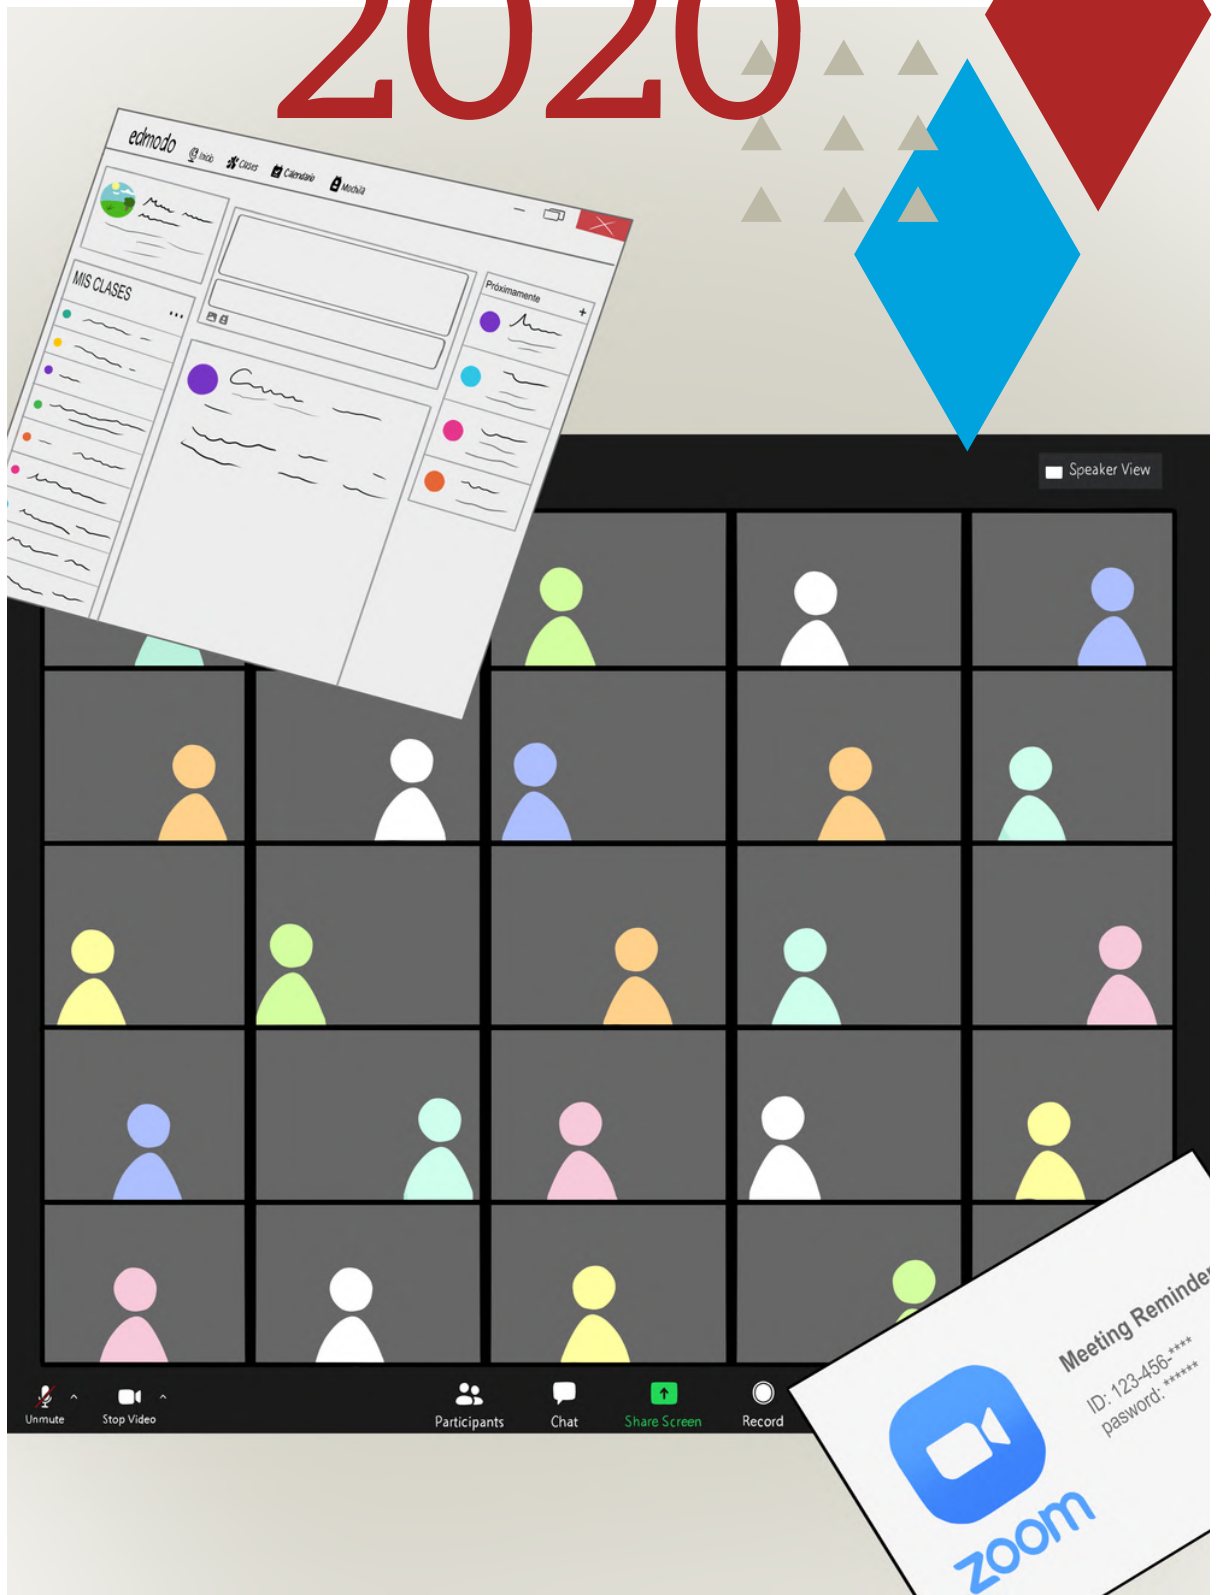 2020
edmodo
Inicio Clases Calendario Mochila
MIS CLASES
Próximamente
Speaker View
Unmute
Stop Video
Participants
Chat
Share Screen
Record
Meeting Reminder
ID: 123-456-****
pasword: ******
zoom